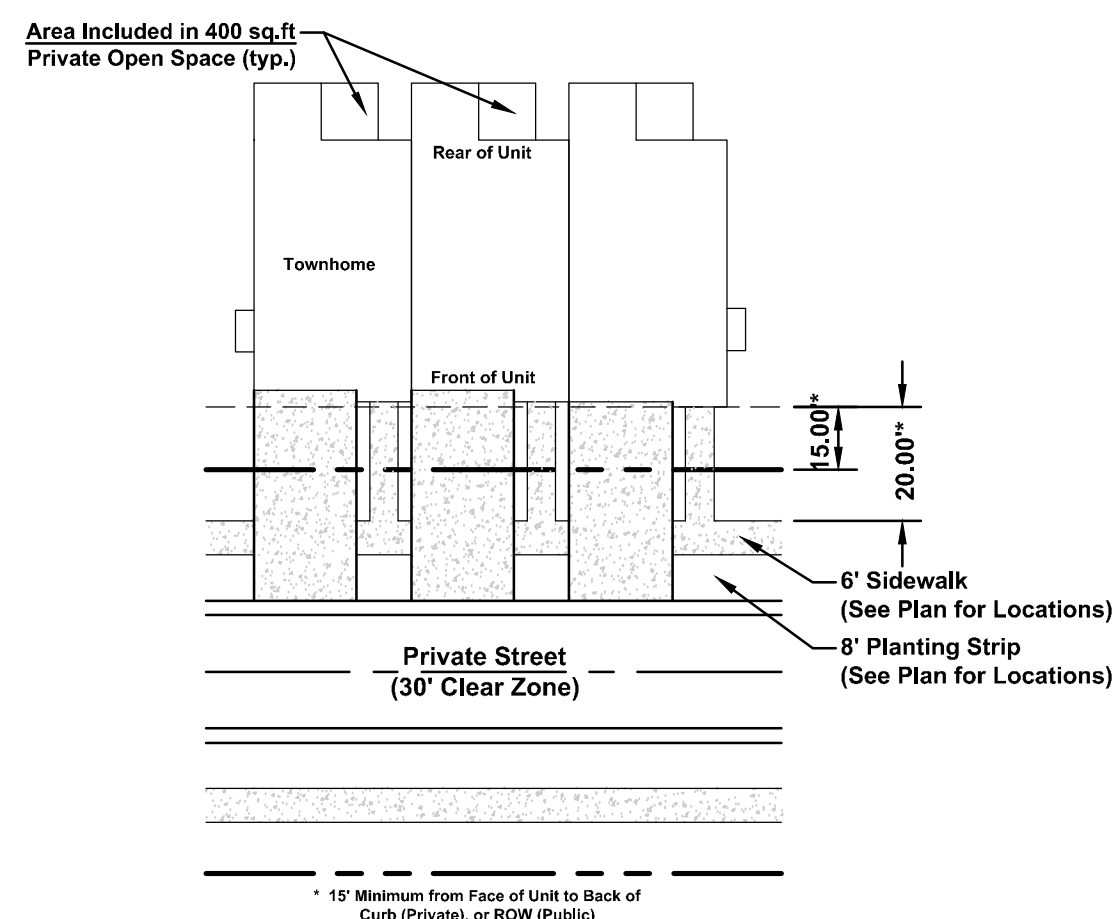 Area Included in 400 sq.ft
Private Open Space (typ.)
Rear of Unit
Townhome
Front of Unit
15.00'*
20.00'*
6' Sidewalk
(See Plan for Locations)
8' Planting Strip
(See Plan for Locations)
Private Street
(30' Clear Zone)
* 15' Minimum from Face of Unit to Back of
Curb (Private), or ROW (Public)